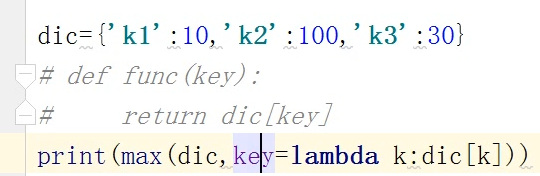 dic={'k1':10,'k2':100,'k3':30}
# def func(key):
#     return dic[key]
print(max(dic,key=lambda k:dic[k]))